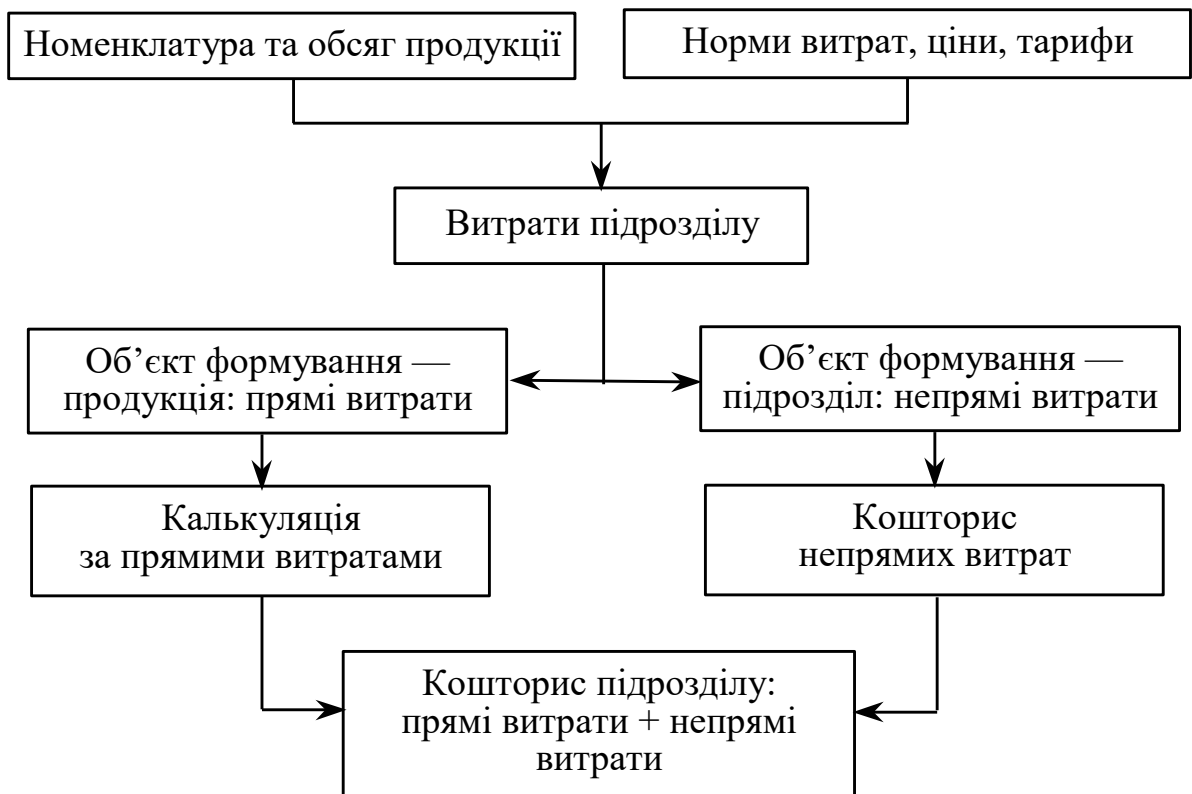 Номенклатура та обсяг продукції
Норми витрат, ціни, тарифи
Витрати підрозділу
Об’єкт формування —
продукція: прямі витрати
Об’єкт формування —
підрозділ: непрямі витрати
Калькуляція
за прямими витратами
Кошторис
непрямих витрат
Кошторис підрозділу:
прямі витрати + непрямі
витрати